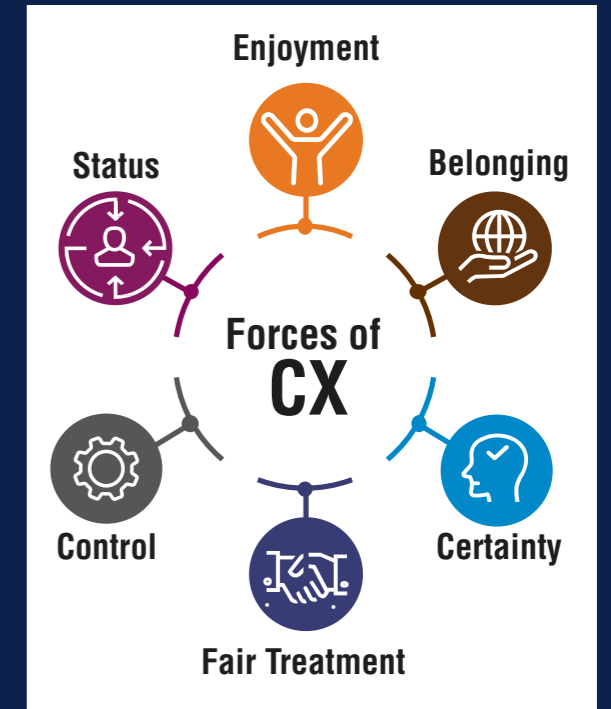 Enjoyment
Status
Belonging
Forces of
CX
Control
Certainty
Fair Treatment